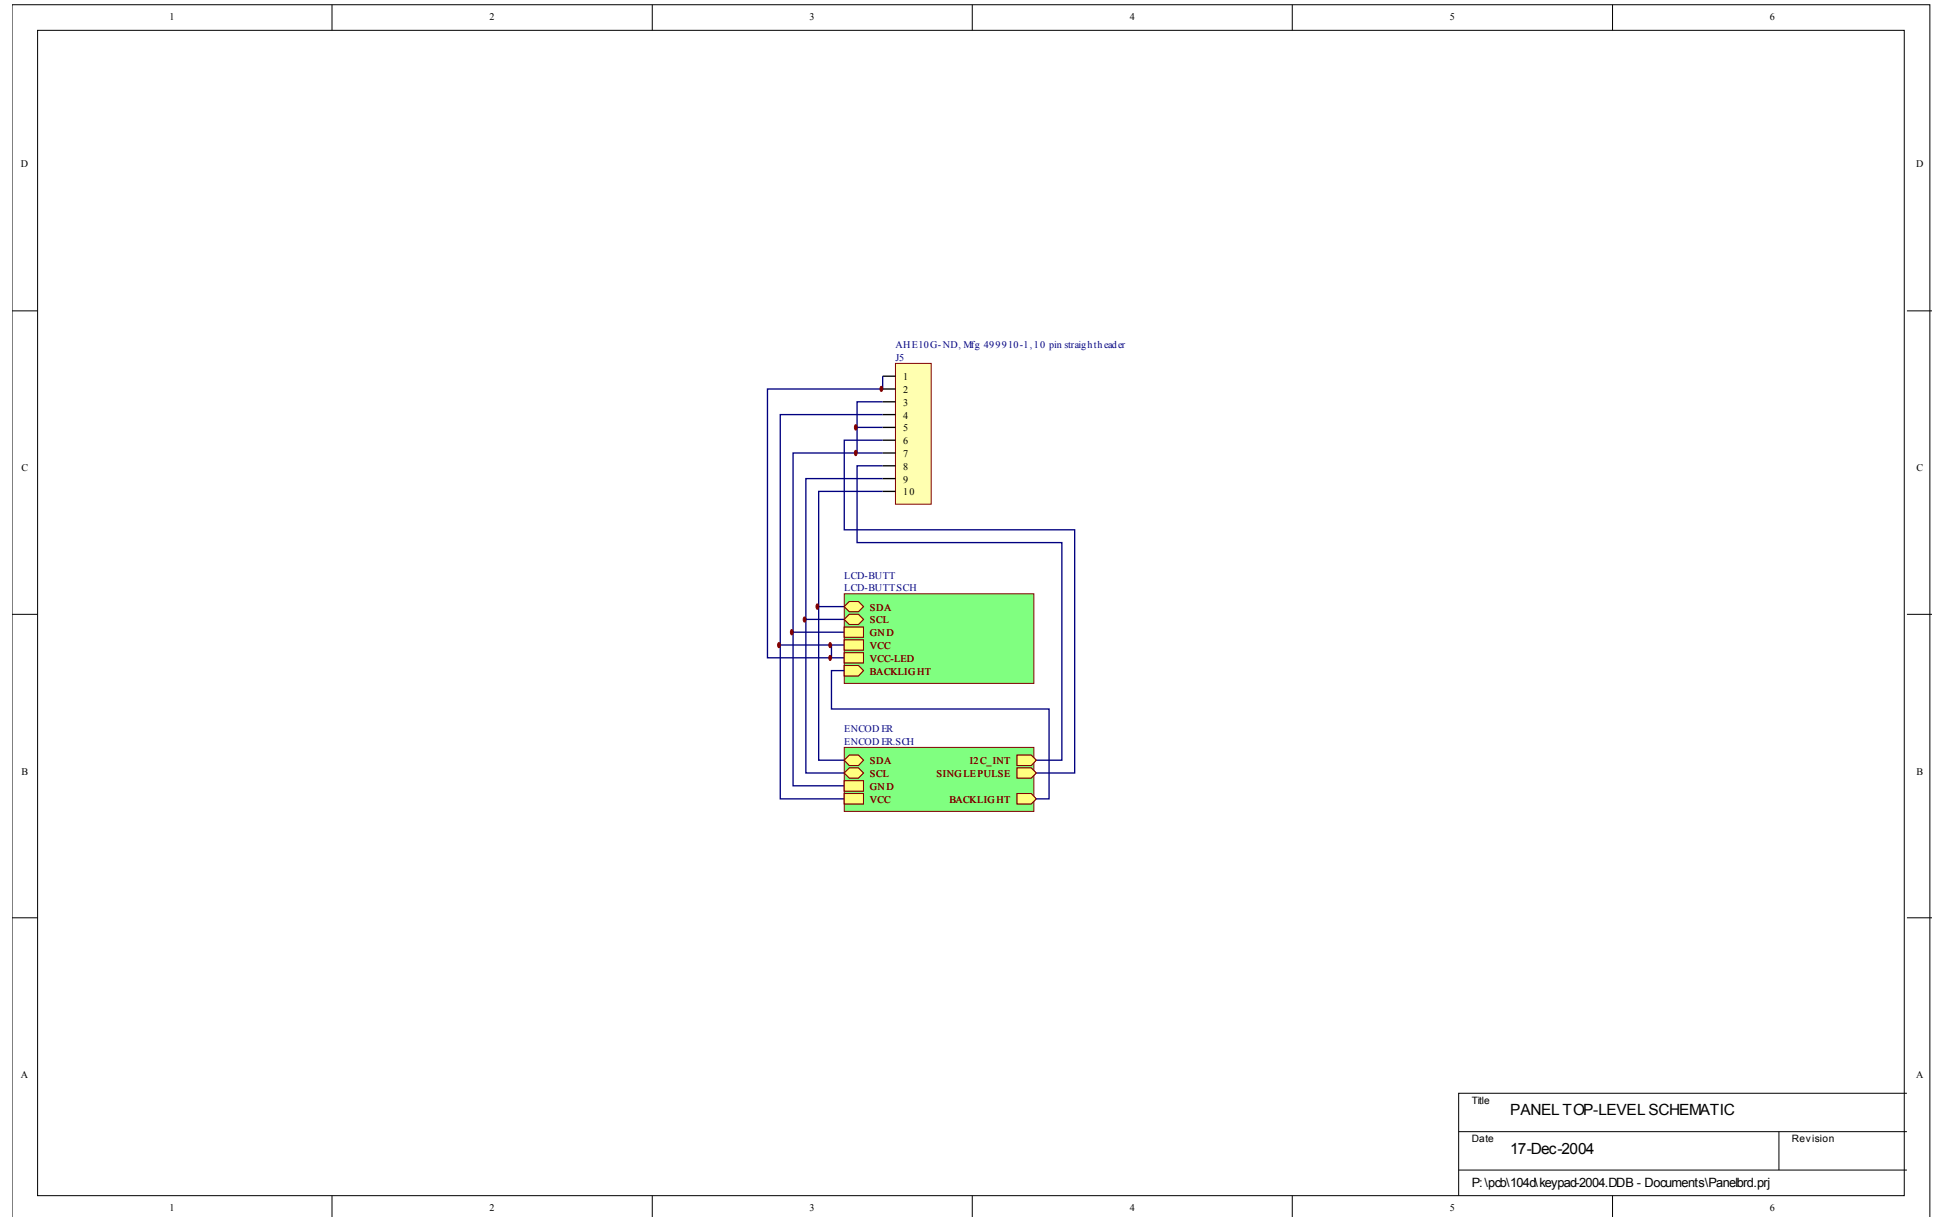 1 2 3 4 5 6
D D
AHE10G-ND, Mfg 499910-1, 10 pin straight header
J5
1
2
3
4
5
6
7
8
9
10
C C
LCD-BUTT
LCD-BUTT.SCH
SDA
SCL
GND
VCC
VCC-LED
BACKLIGHT
ENCODER
ENCODER.SCH
SDA I2C_INT
SCL SINGLEPULSE
GND
VCC BACKLIGHT
B B
A A
Title PANEL TOP-LEVEL SCHEMATIC
Date 17-Dec-2004 Revision
P:\pcb\104d\keypad-2004.DDB - Documents\Panelbrd.prj
1 2 3 4 5 6